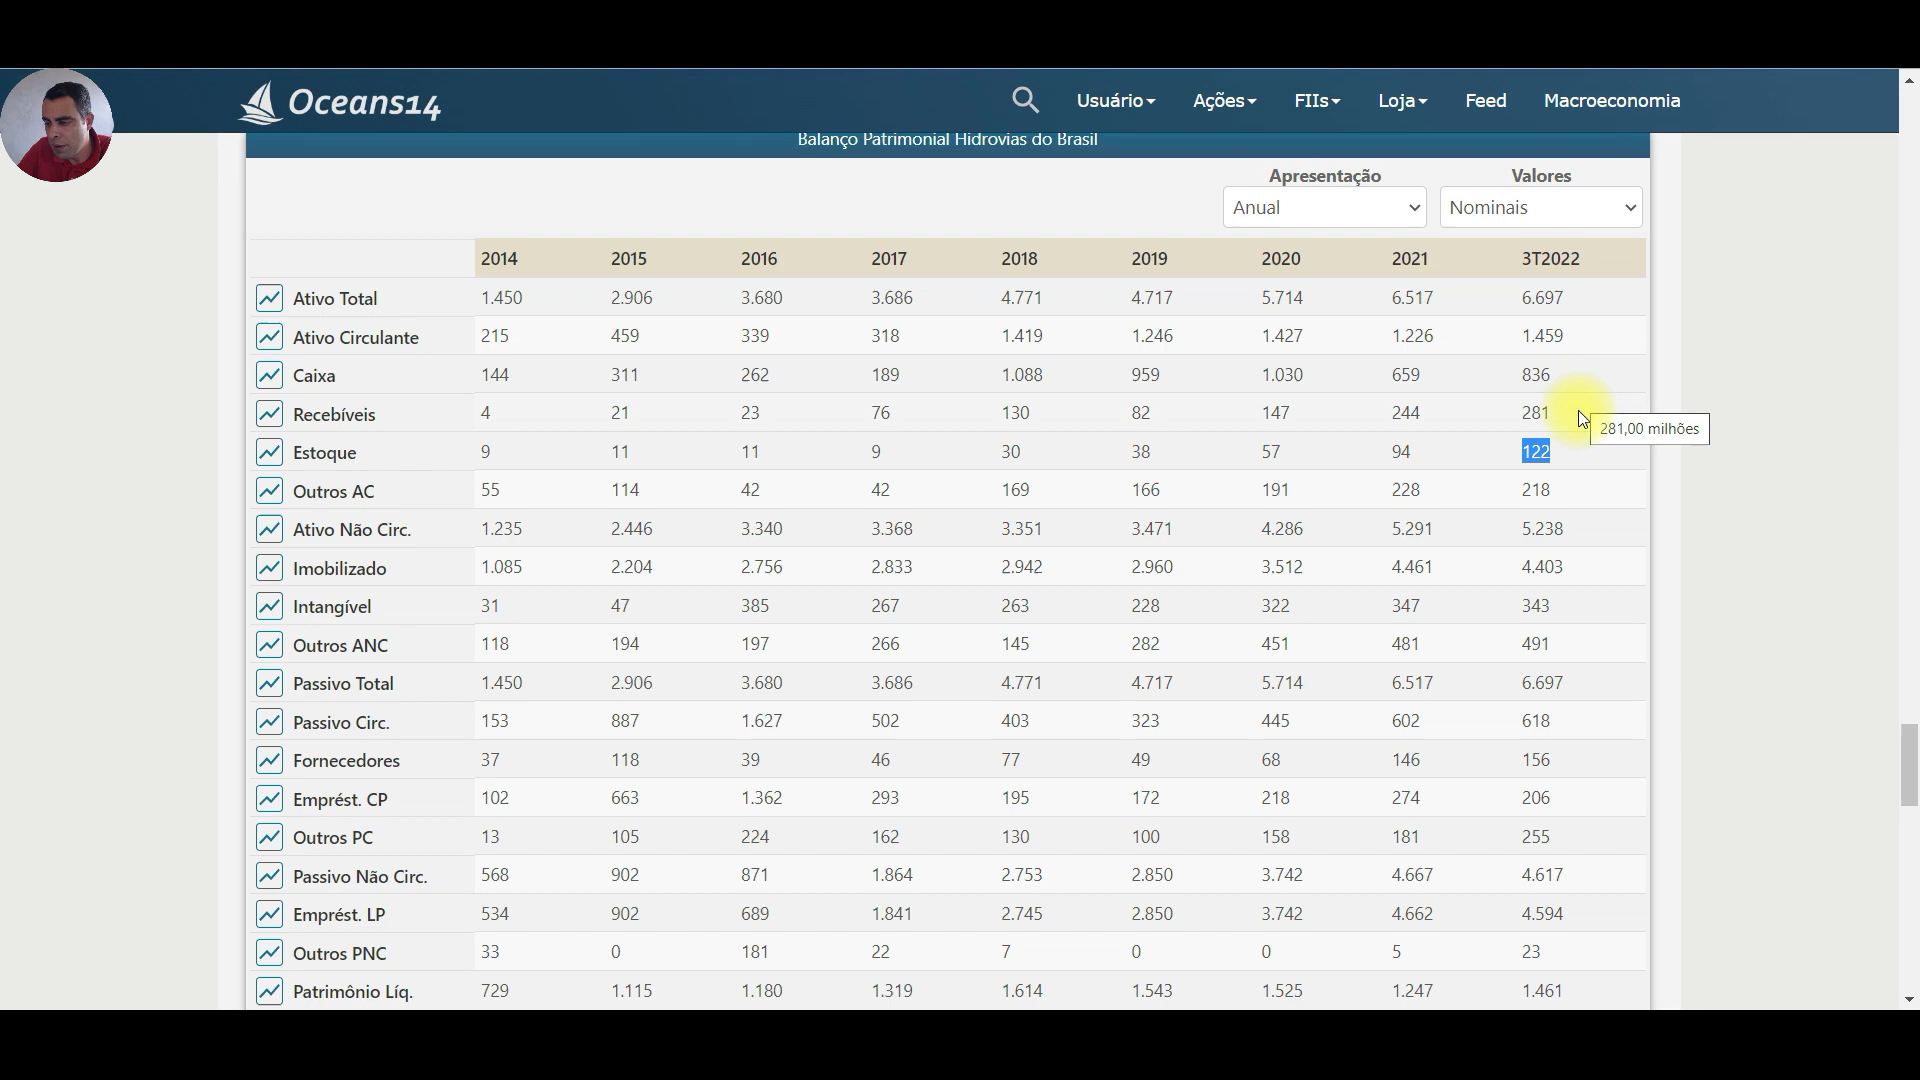 Oceans14
Usuário Ações FIIs Loja Feed Macroeconomia
Balanço Patrimonial Hidrovias do Brasil
Apresentação Valores
Anual Nominais
2014 2015 2016 2017 2018 2019 2020 2021 3T2022
Ativo Total 1.450 2.906 3.680 3.686 4.771 4.717 5.714 6.517 6.697
Ativo Circulante 215 459 339 318 1.419 1.246 1.427 1.226 1.459
Caixa 144 311 262 189 1.088 959 1.030 659 836
Recebíveis 4 21 23 76 130 82 147 244 281
281,00 milhões
Estoque 9 11 11 9 30 38 57 94 122
Outros AC 55 114 42 42 169 166 191 228 218
Ativo Não Circ. 1.235 2.446 3.340 3.368 3.351 3.471 4.286 5.291 5.238
Imobilizado 1.085 2.204 2.756 2.833 2.942 2.960 3.512 4.461 4.403
Intangível 31 47 385 267 263 228 322 347 343
Outros ANC 118 194 197 266 145 282 451 481 491
Passivo Total 1.450 2.906 3.680 3.686 4.771 4.717 5.714 6.517 6.697
Passivo Circ. 153 887 1.627 502 403 323 445 602 618
Fornecedores 37 118 39 46 77 49 68 146 156
Emprést. CP 102 663 1.362 293 195 172 218 274 206
Outros PC 13 105 224 162 130 100 158 181 255
Passivo Não Circ. 568 902 871 1.864 2.753 2.850 3.742 4.667 4.617
Emprést. LP 534 902 689 1.841 2.745 2.850 3.742 4.662 4.594
Outros PNC 33 0 181 22 7 0 0 5 23
Patrimônio Líq. 729 1.115 1.180 1.319 1.614 1.543 1.525 1.247 1.461